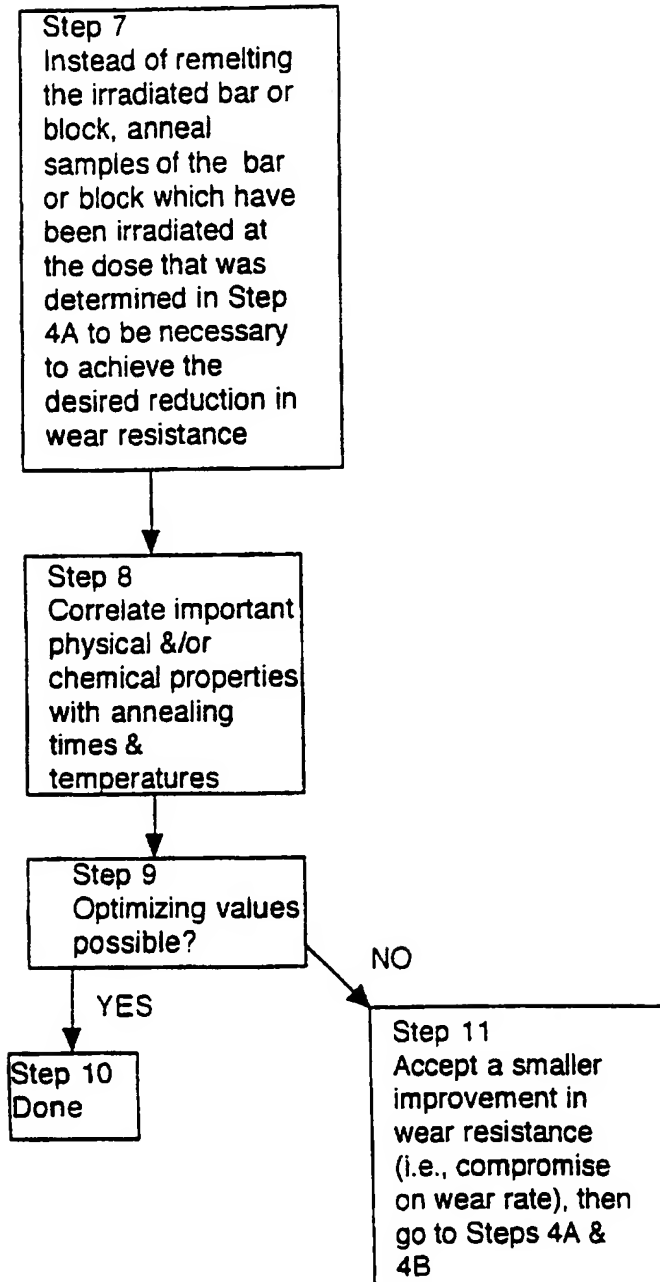 Step 7
Instead of remelting
the irradiated bar or
block, anneal
samples of the bar
or block which have
been irradiated at
the dose that was
determined in Step
4A to be necessary
to achieve the
desired reduction in
wear resistance
Step 8
Correlate important
physical &/or
chemical properties
with annealing
times &
temperatures
Step 9
Optimizing values
possible?
NO
YES
Step 10
Done
Step 11
Accept a smaller
improvement in
wear resistance
(i.e., compromise
on wear rate), then
go to Steps 4A &
4B